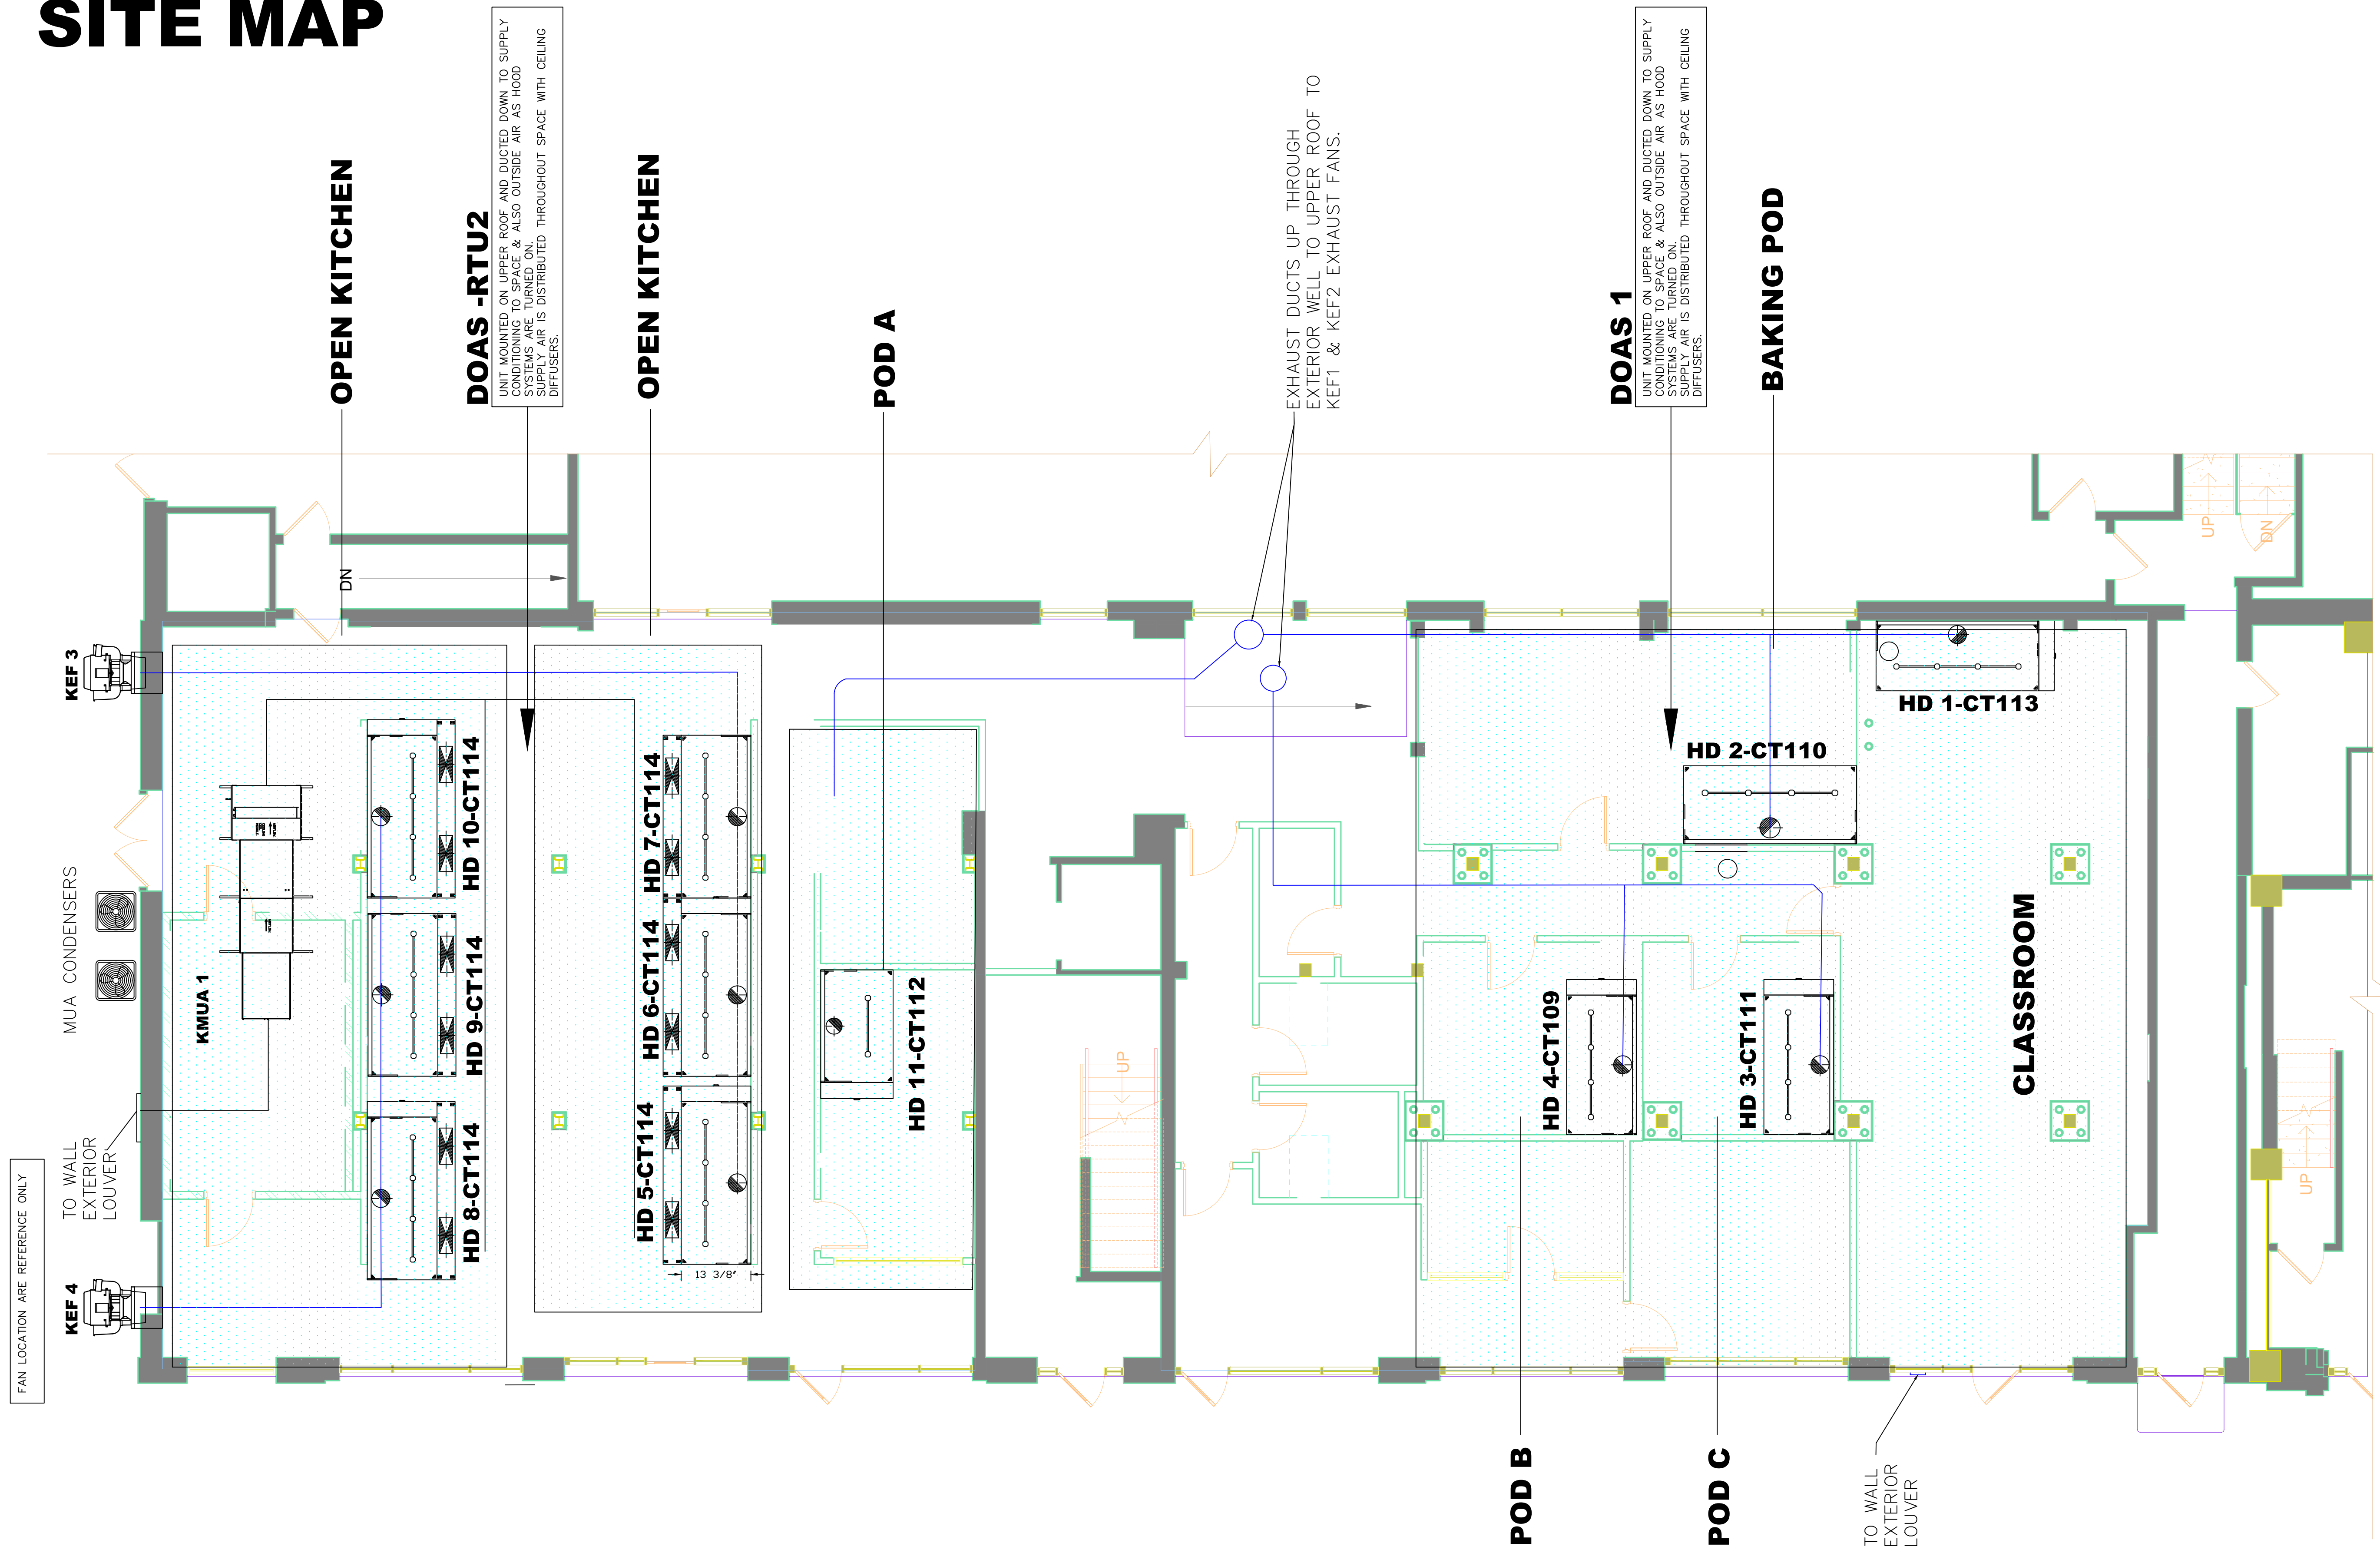 SITE MAP
FAN LOCATION ARE REFERENCE ONLY
OPEN KITCHEN
DOAS -RTU2
UNIT MOUNTED ON UPPER ROOF AND DUCTED DOWN TO SUPPLY
CONDITIONING TO SPACE & ALSO OUTSIDE AIR AS HOOD
SYSTEMS ARE TURNED ON.
SUPPLY AIR IS DISTRIBUTED THROUGHOUT SPACE WITH CEILING
DIFFUSERS.
OPEN KITCHEN
POD A
EXHAUST DUCTS UP THROUGH
EXTERIOR WELL TO UPPER ROOF TO
KEF1 & KEF2 EXHAUST FANS.
DOAS 1
UNIT MOUNTED ON UPPER ROOF AND DUCTED DOWN TO SUPPLY
CONDITIONING TO SPACE & ALSO OUTSIDE AIR AS HOOD
SYSTEMS ARE TURNED ON.
SUPPLY AIR IS DISTRIBUTED THROUGHOUT SPACE WITH CEILING
DIFFUSERS.
BAKING POD
KEF 3
MUA CONDENSERS
TO WALL
EXTERIOR
LOUVER
KEF 4
KMUA 1
DN
HD 10-CT114
HD 9-CT114
HD 8-CT114
HD 7-CT114
HD 6-CT114
HD 5-CT114
13 3/8"
HD 11-CT112
UP
HD 4-CT109
HD 3-CT111
HD 2-CT110
HD 1-CT113
CLASSROOM
UP
DN
UP
POD B
POD C
TO WALL
EXTERIOR
LOUVER